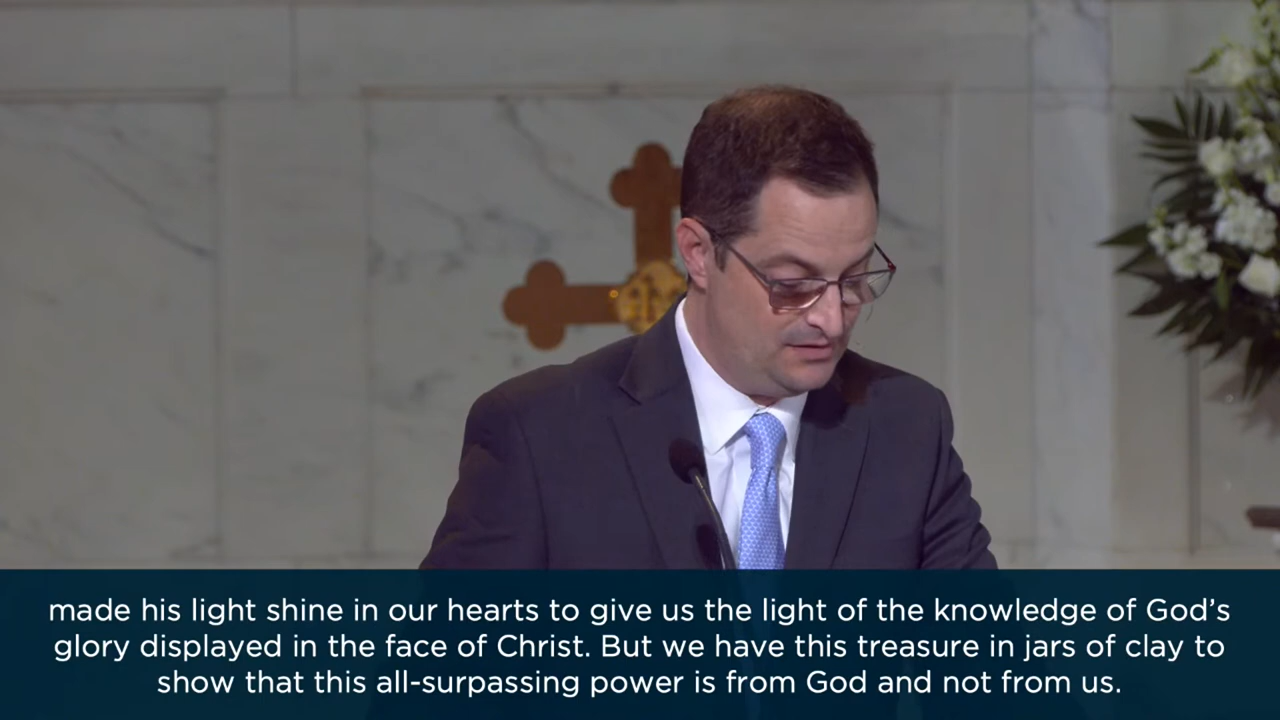 made his light shine in our hearts to give us the light of the knowledge of God’s
glory displayed in the face of Christ. But we have this treasure in jars of clay to
show that this all-surpassing power is from God and not from us.